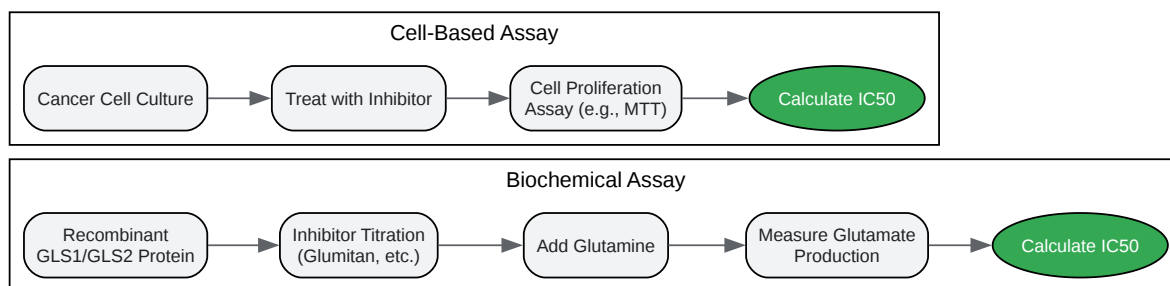 Cell-Based Assay
Cancer Cell Culture
Treat with Inhibitor
Cell Proliferation
Assay (e.g., MTT)
Calculate IC50
Biochemical Assay
Recombinant
GLS1/GLS2 Protein
Inhibitor Titration
(Glumitan, etc.)
Add Glutamine
Measure Glutamate
Production
Calculate IC50